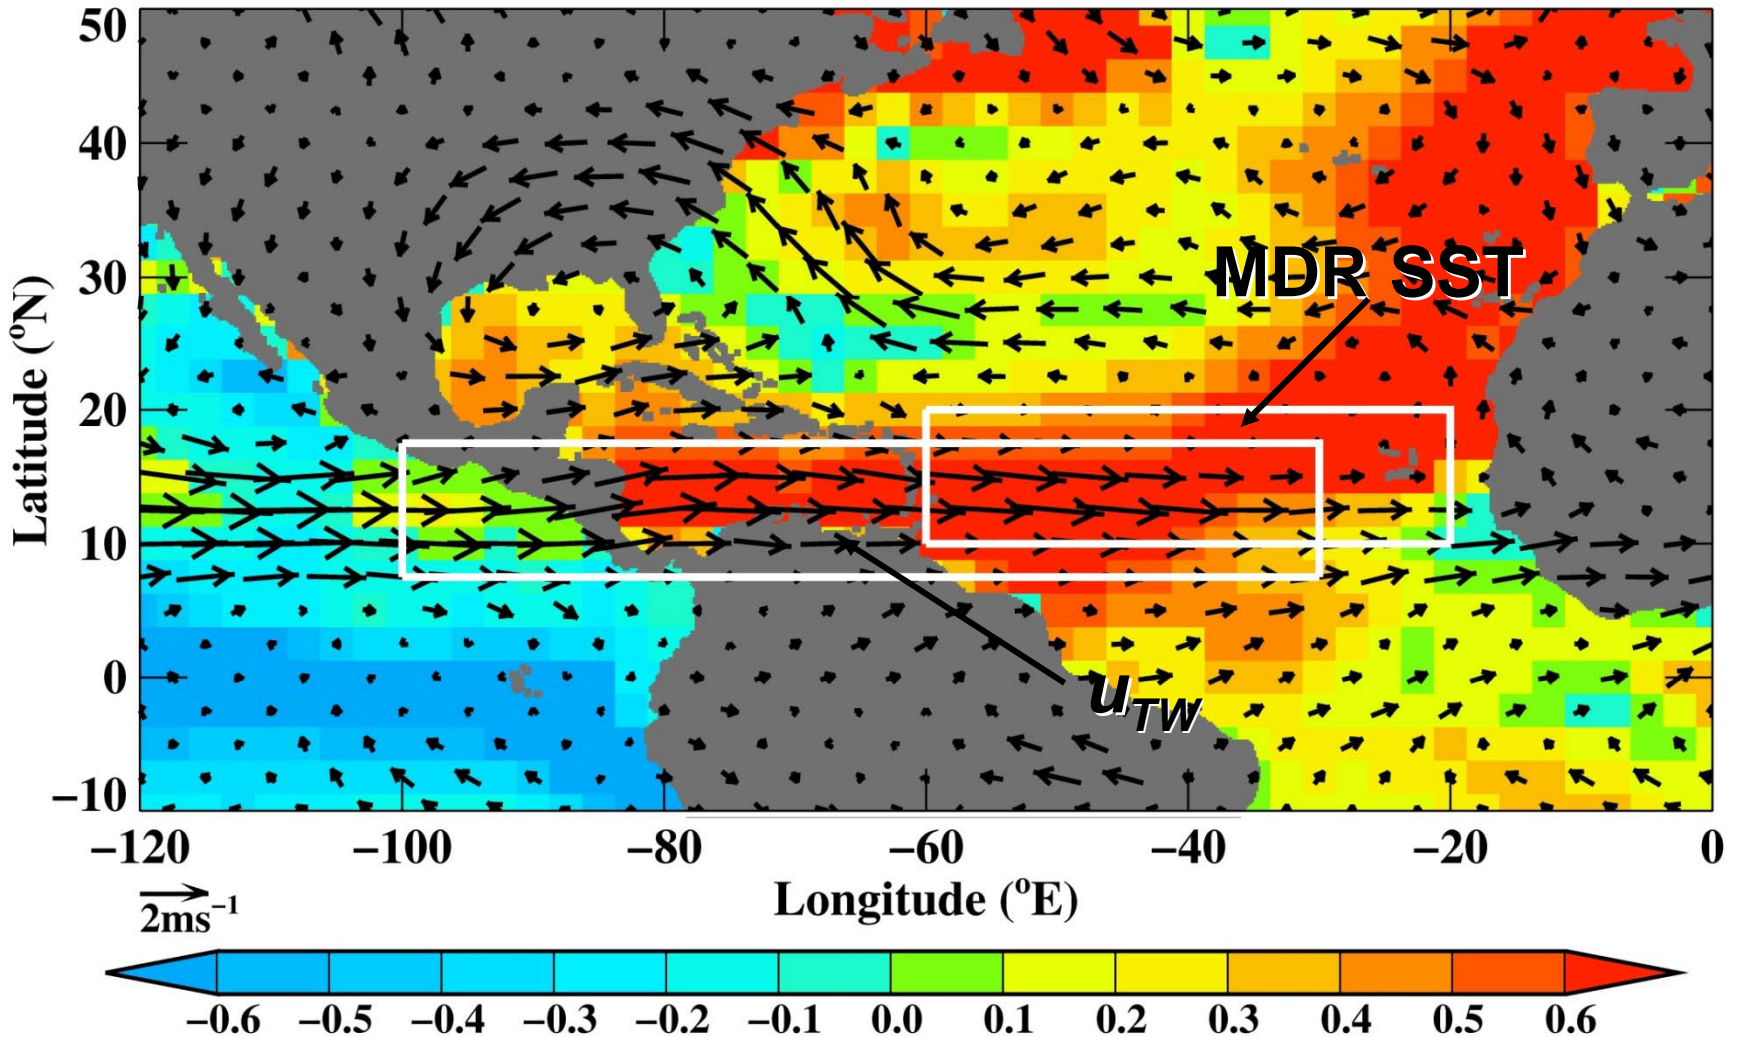 50
40
30
20
10
0
−10
Latitude (°N)
MDR SST
uTW
−120 −100 −80 −60 −40 −20 0
Longitude (°E)
2ms⁻¹
−0.6 −0.5 −0.4 −0.3 −0.2 −0.1 0.0 0.1 0.2 0.3 0.4 0.5 0.6